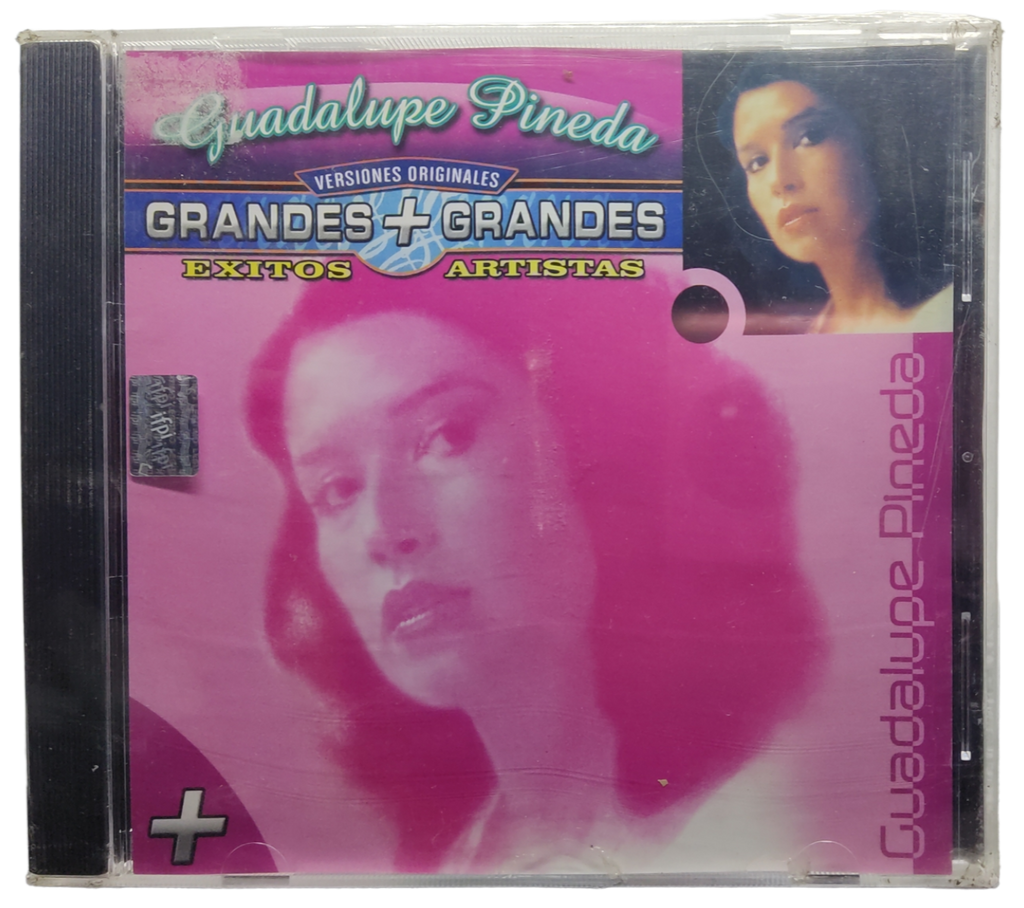 Guadalupe Pineda
VERSIONES ORIGINALES
GRANDES + GRANDES
EXITOS ARTISTAS
Guadalupe Pineda
+